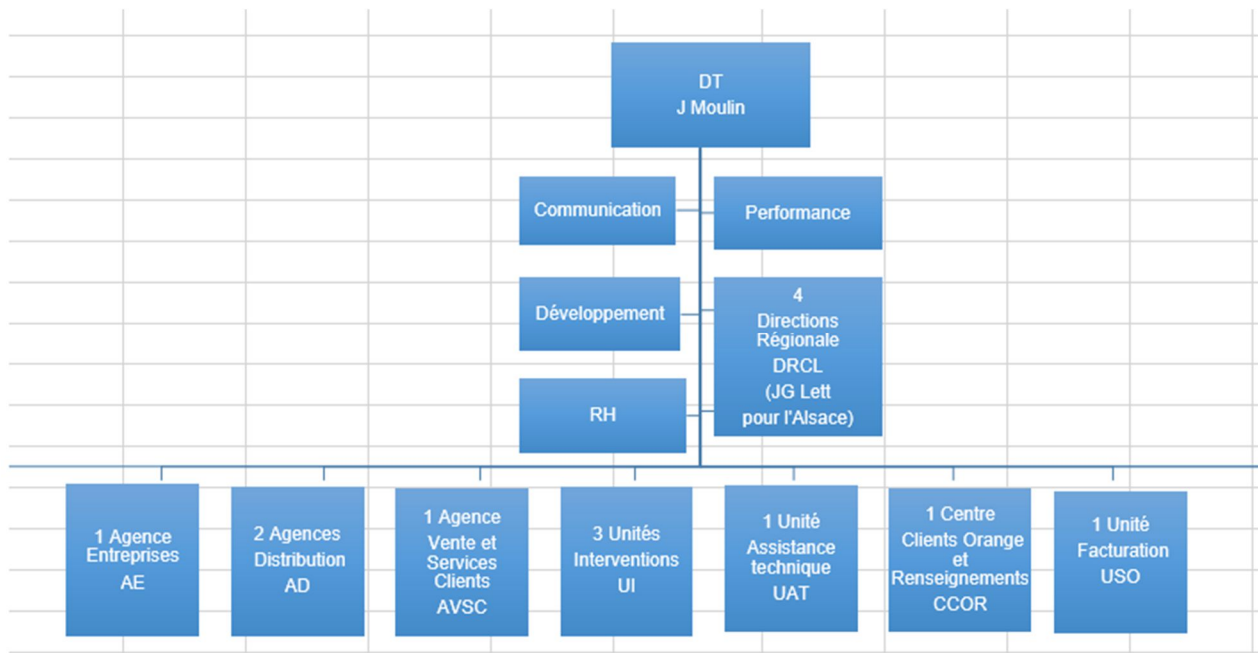 DT
J Moulin
Communication
Performance
Développement
4
Directions
Régionale
DRCL
(JG Lett
pour l'Alsace)
RH
1 Agence
Entreprises
AE
2 Agences
Distribution
AD
1 Agence
Vente et
Services
Clients
AVSC
3 Unités
Interventions
UI
1 Unité
Assistance
technique
UAT
1 Centre
Clients Orange
et
Renseignements
CCOR
1 Unité
Facturation
USO